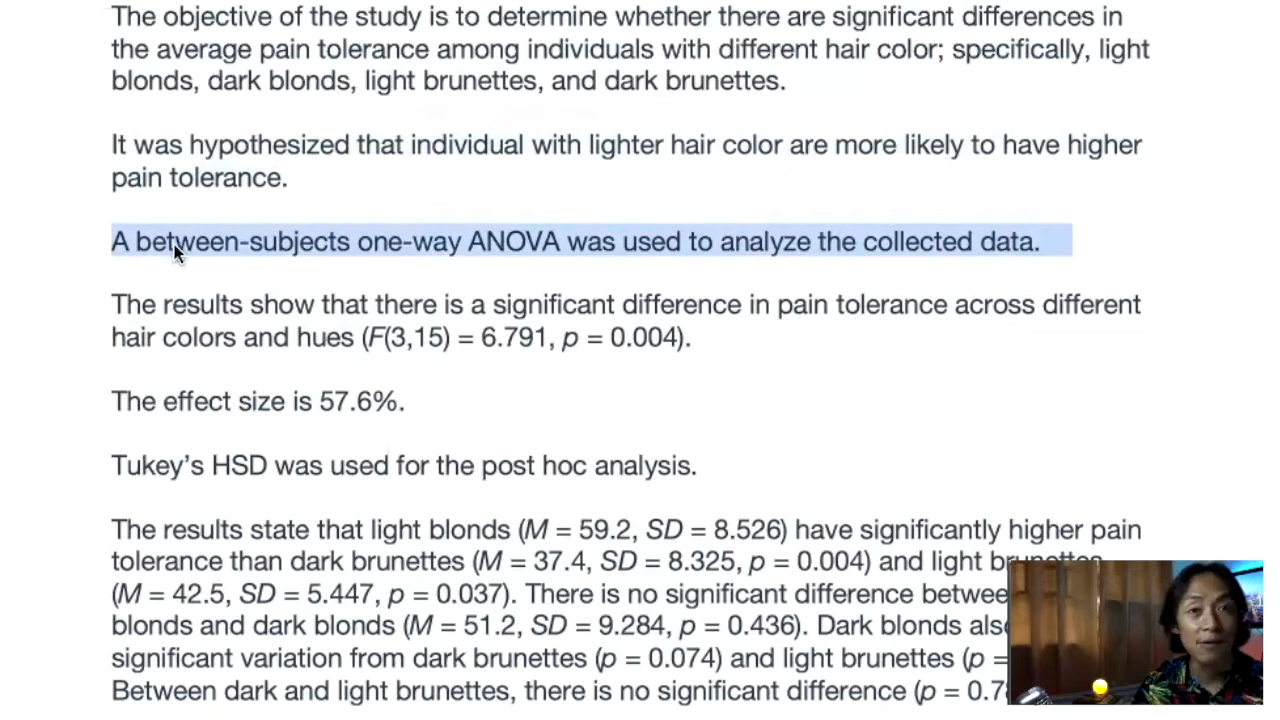 The objective of the study is to determine whether there are significant differences in
the average pain tolerance among individuals with different hair color; specifically, light
blonds, dark blonds, light brunettes, and dark brunettes.
It was hypothesized that individual with lighter hair color are more likely to have higher
pain tolerance.
A between-subjects one-way ANOVA was used to analyze the collected data.
The results show that there is a significant difference in pain tolerance across different
hair colors and hues (F(3,15) = 6.791, p = 0.004).
The effect size is 57.6%.
Tukey's HSD was used for the post hoc analysis.
The results state that light blonds (M = 59.2, SD = 8.526) have significantly higher pain
tolerance than dark brunettes (M = 37.4, SD = 8.325, p = 0.004) and light
(M = 42.5, SD = 5.447, p = 0.037). There is no significant difference
blonds and dark blonds (M = 51.2, SD = 9.284, p = 0.436). Dark blonds
significant variation from dark brunettes (p = 0.074) and light brunettes (p =
Between dark and light brunettes, there is no significant difference (p =